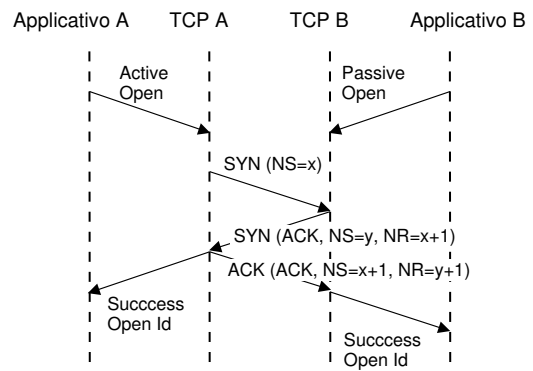 Applicativo A
TCP A
TCP B
Applicativo B
Active
Open
Passive
Open
SYN (NS=x)
SYN (ACK, NS=y, NR=x+1)
ACK (ACK, NS=x+1, NR=y+1)
Succcess
Open Id
Succcess
Open Id